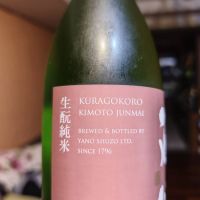 生酛純米
KURAGOKORO
KIMOTO JUNMAI
BREWED & BOTTLED BY
YANO SHUZO LTD.
SINCE 1796